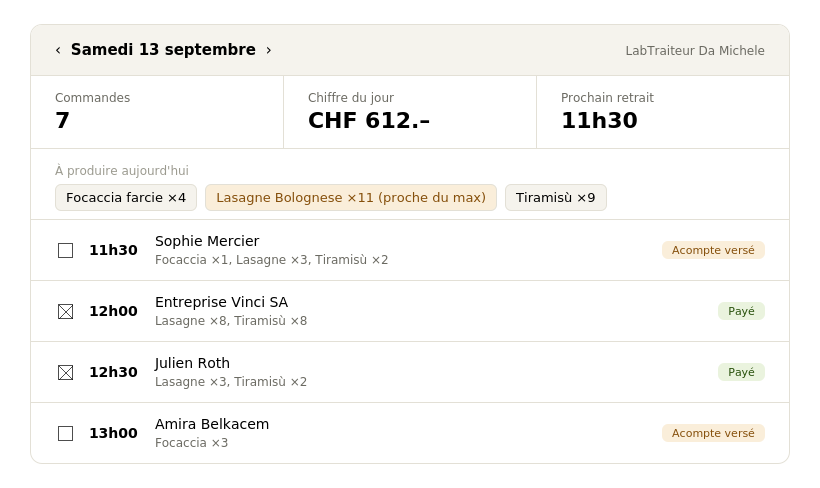 ‹ Samedi 13 septembre ›
LabTraiteur Da Michele
Commandes
7
Chiffre du jour
CHF 612.–
Prochain retrait
11h30
À produire aujourd'hui
Focaccia farcie ×4
Lasagne Bolognese ×11 (proche du max)
Tiramisù ×9
11h30
Sophie Mercier
Focaccia ×1, Lasagne ×3, Tiramisù ×2
Acompte versé
12h00
Entreprise Vinci SA
Lasagne ×8, Tiramisù ×8
Payé
12h30
Julien Roth
Lasagne ×3, Tiramisù ×2
Payé
13h00
Amira Belkacem
Focaccia ×3
Acompte versé